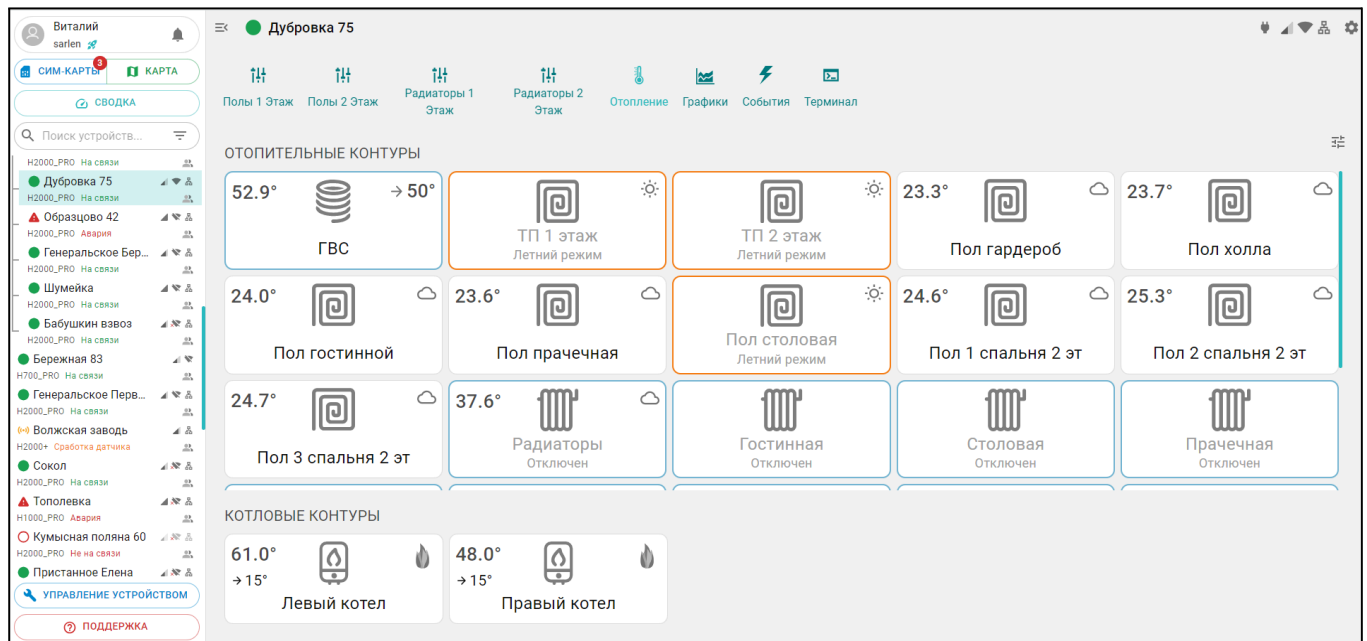 Виталий
sarlen
СИМ-КАРТЫ
3
КАРТА
СВОДКА
Поиск устройств...
H2000_PRO На связи
Дубровка 75
H2000_PRO На связи
Образцово 42
H2000_PRO Авария
Генеральское Бер...
H2000_PRO На связи
Шумейка
H2000_PRO На связи
Бабушкин взвоз
H2000_PRO На связи
Бережная 83
H700_PRO На связи
Генеральское Перв...
H2000_PRO На связи
Волжская заводь
H2000+ Сработка датчика
Сокол
H2000_PRO На связи
Тополевка
H1000_PRO Авария
Кумысная поляна 60
H2000_PRO Не на связи
Пристанное Елена
УПРАВЛЕНИЕ УСТРОЙСТВОМ
ПОДДЕРЖКА
Дубровка 75
Полы 1 Этаж
Полы 2 Этаж
Радиаторы 1
Этаж
Радиаторы 2
Этаж
Отопление
Графики
События
Терминал
ОТОПИТЕЛЬНЫЕ КОНТУРЫ
52.9°
→ 50°
ГВС
ТП 1 этаж
Летний режим
ТП 2 этаж
Летний режим
23.3°
Пол гардероб
23.7°
Пол холла
24.0°
Пол гостинной
23.6°
Пол прачечная
Пол столовая
Летний режим
24.6°
Пол 1 спальня 2 эт
25.3°
Пол 2 спальня 2 эт
24.7°
Пол 3 спальня 2 эт
37.6°
Радиаторы
Отключен
Гостинная
Отключен
Столовая
Отключен
Прачечная
Отключен
КОТЛОВЫЕ КОНТУРЫ
61.0°
→ 15°
Левый котел
48.0°
→ 15°
Правый котел